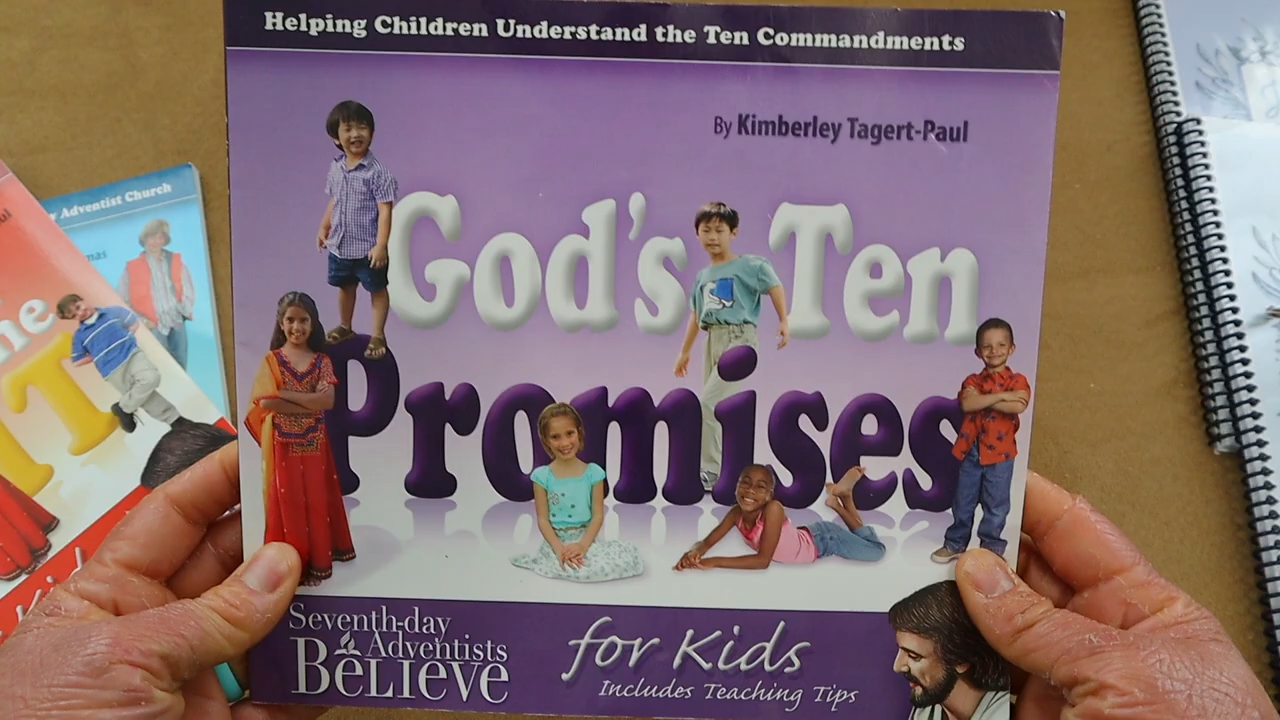 Helping Children Understand the Ten Commandments
By Kimberley Tagert-Paul
God's Ten
Promises
Seventh-day
Adventists
BELIEVE
for Kids
Includes Teaching Tips
Adventist Church